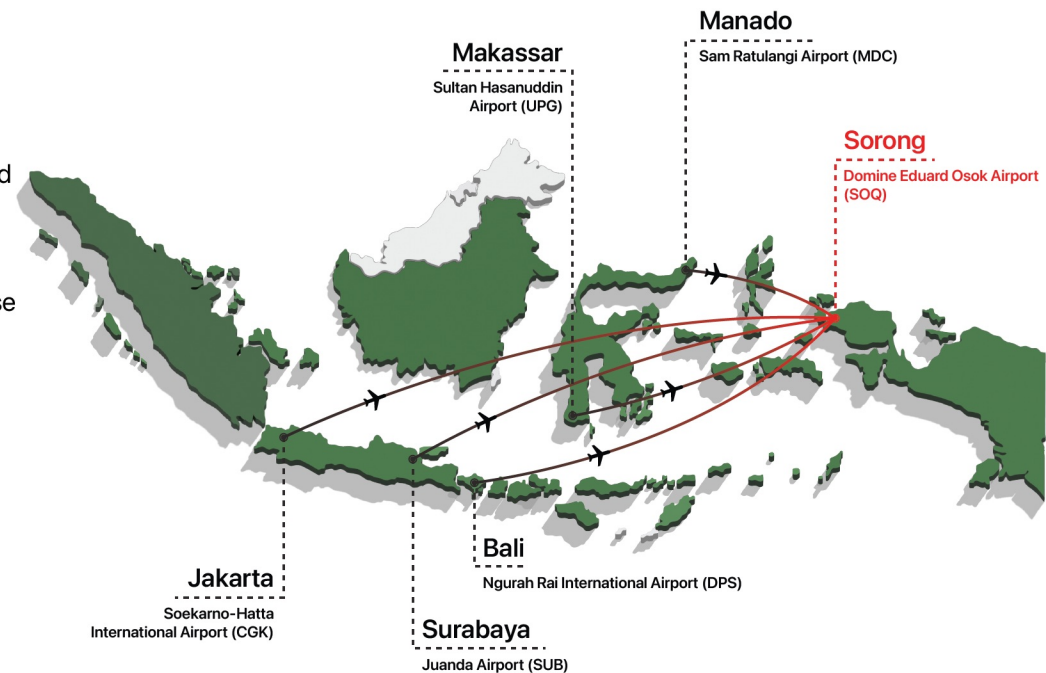 Manado
Sam Ratulangi Airport (MDC)
Makassar
Sultan Hasanuddin
Airport (UPG)
Sorong
Domine Eduard Osok Airport
(SOQ)
d
se
Bali
Ngurah Rai International Airport (DPS)
Jakarta
Soekarno-Hatta
International Airport (CGK)
Surabaya
Juanda Airport (SUB)